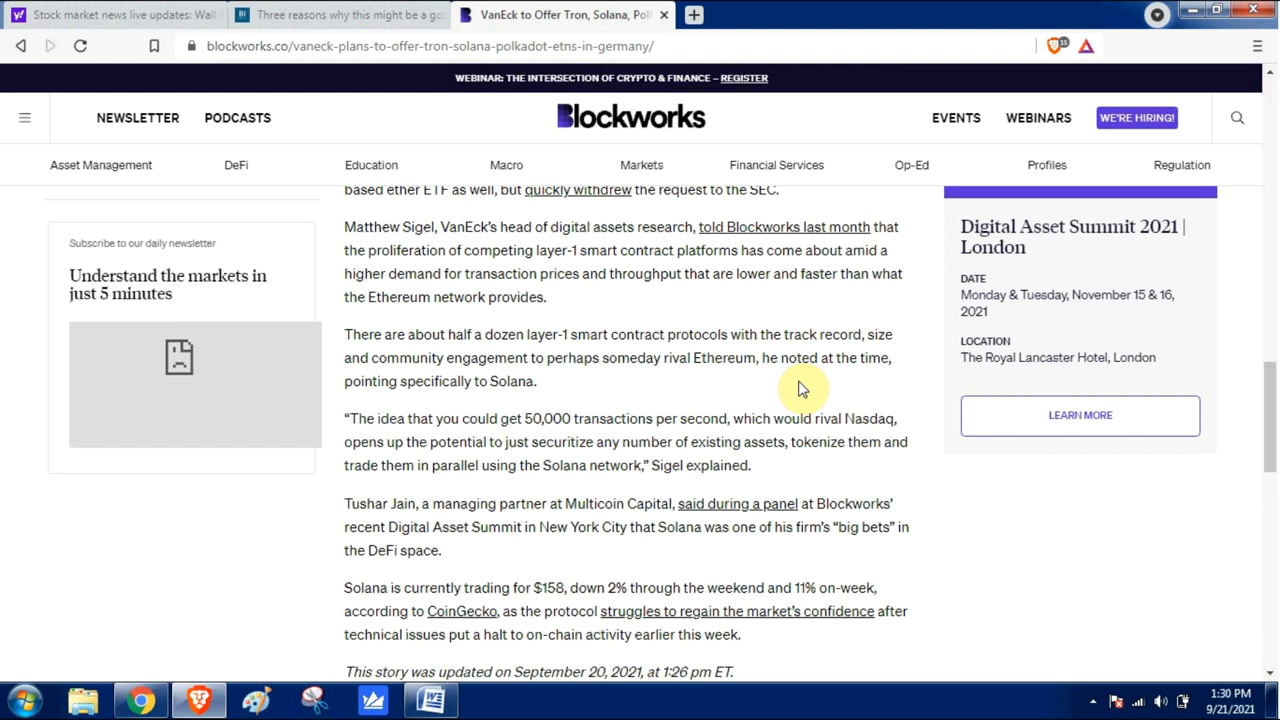 Stock market news live updates: Wall
Three reasons why this might be a go
VanEck to Offer Tron, Solana, Pol
blockworks.co/vaneck-plans-to-offer-tron-solana-polkadot-etns-in-germany/
15
WEBINAR: THE INTERSECTION OF CRYPTO & FINANCE – REGISTER
NEWSLETTER PODCASTS Blockworks EVENTS WEBINARS WE'RE HIRING!
Asset Management DeFi Education Macro Markets Financial Services Op-Ed Profiles Regulation
Subscribe to our daily newsletter
Understand the markets in
just 5 minutes
based ether ETF as well, but quickly withdrew the request to the SEC.
Matthew Sigel, VanEck’s head of digital assets research, told Blockworks last month that
the proliferation of competing layer-1 smart contract platforms has come about amid a
higher demand for transaction prices and throughput that are lower and faster than what
the Ethereum network provides.
There are about half a dozen layer-1 smart contract protocols with the track record, size
and community engagement to perhaps someday rival Ethereum, he noted at the time,
pointing specifically to Solana.
“The idea that you could get 50,000 transactions per second, which would rival Nasdaq,
opens up the potential to just securitize any number of existing assets, tokenize them and
trade them in parallel using the Solana network,” Sigel explained.
Tushar Jain, a managing partner at Multicoin Capital, said during a panel at Blockworks’
recent Digital Asset Summit in New York City that Solana was one of his firm’s “big bets” in
the DeFi space.
Solana is currently trading for $158, down 2% through the weekend and 11% on-week,
according to CoinGecko, as the protocol struggles to regain the market’s confidence after
technical issues put a halt to on-chain activity earlier this week.
This story was updated on September 20, 2021, at 1:26 pm ET.
Digital Asset Summit 2021 |
London
DATE
Monday & Tuesday, November 15 & 16,
2021
LOCATION
The Royal Lancaster Hotel, London
LEARN MORE
1:30 PM
9/21/2021